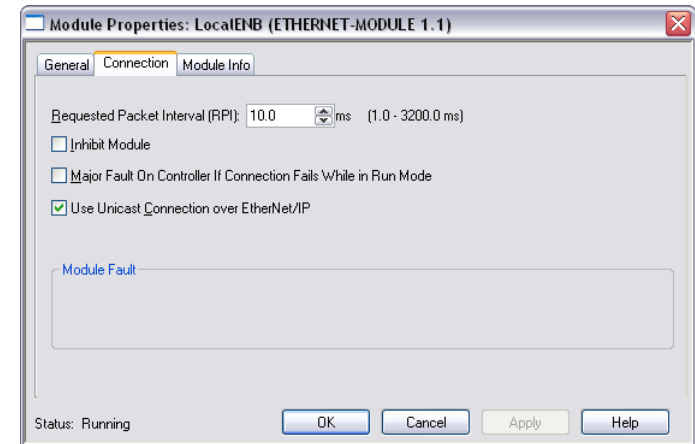 Module Properties: LocalENB (ETHERNET-MODULE 1.1)
General Connection Module Info
Requested Packet Interval (RPI): 10.0 ms (1.0 - 3200.0 ms)
Inhibit Module
Major Fault On Controller If Connection Fails While in Run Mode
Use Unicast Connection over EtherNet/IP
Module Fault
Status: Running OK Cancel Apply Help